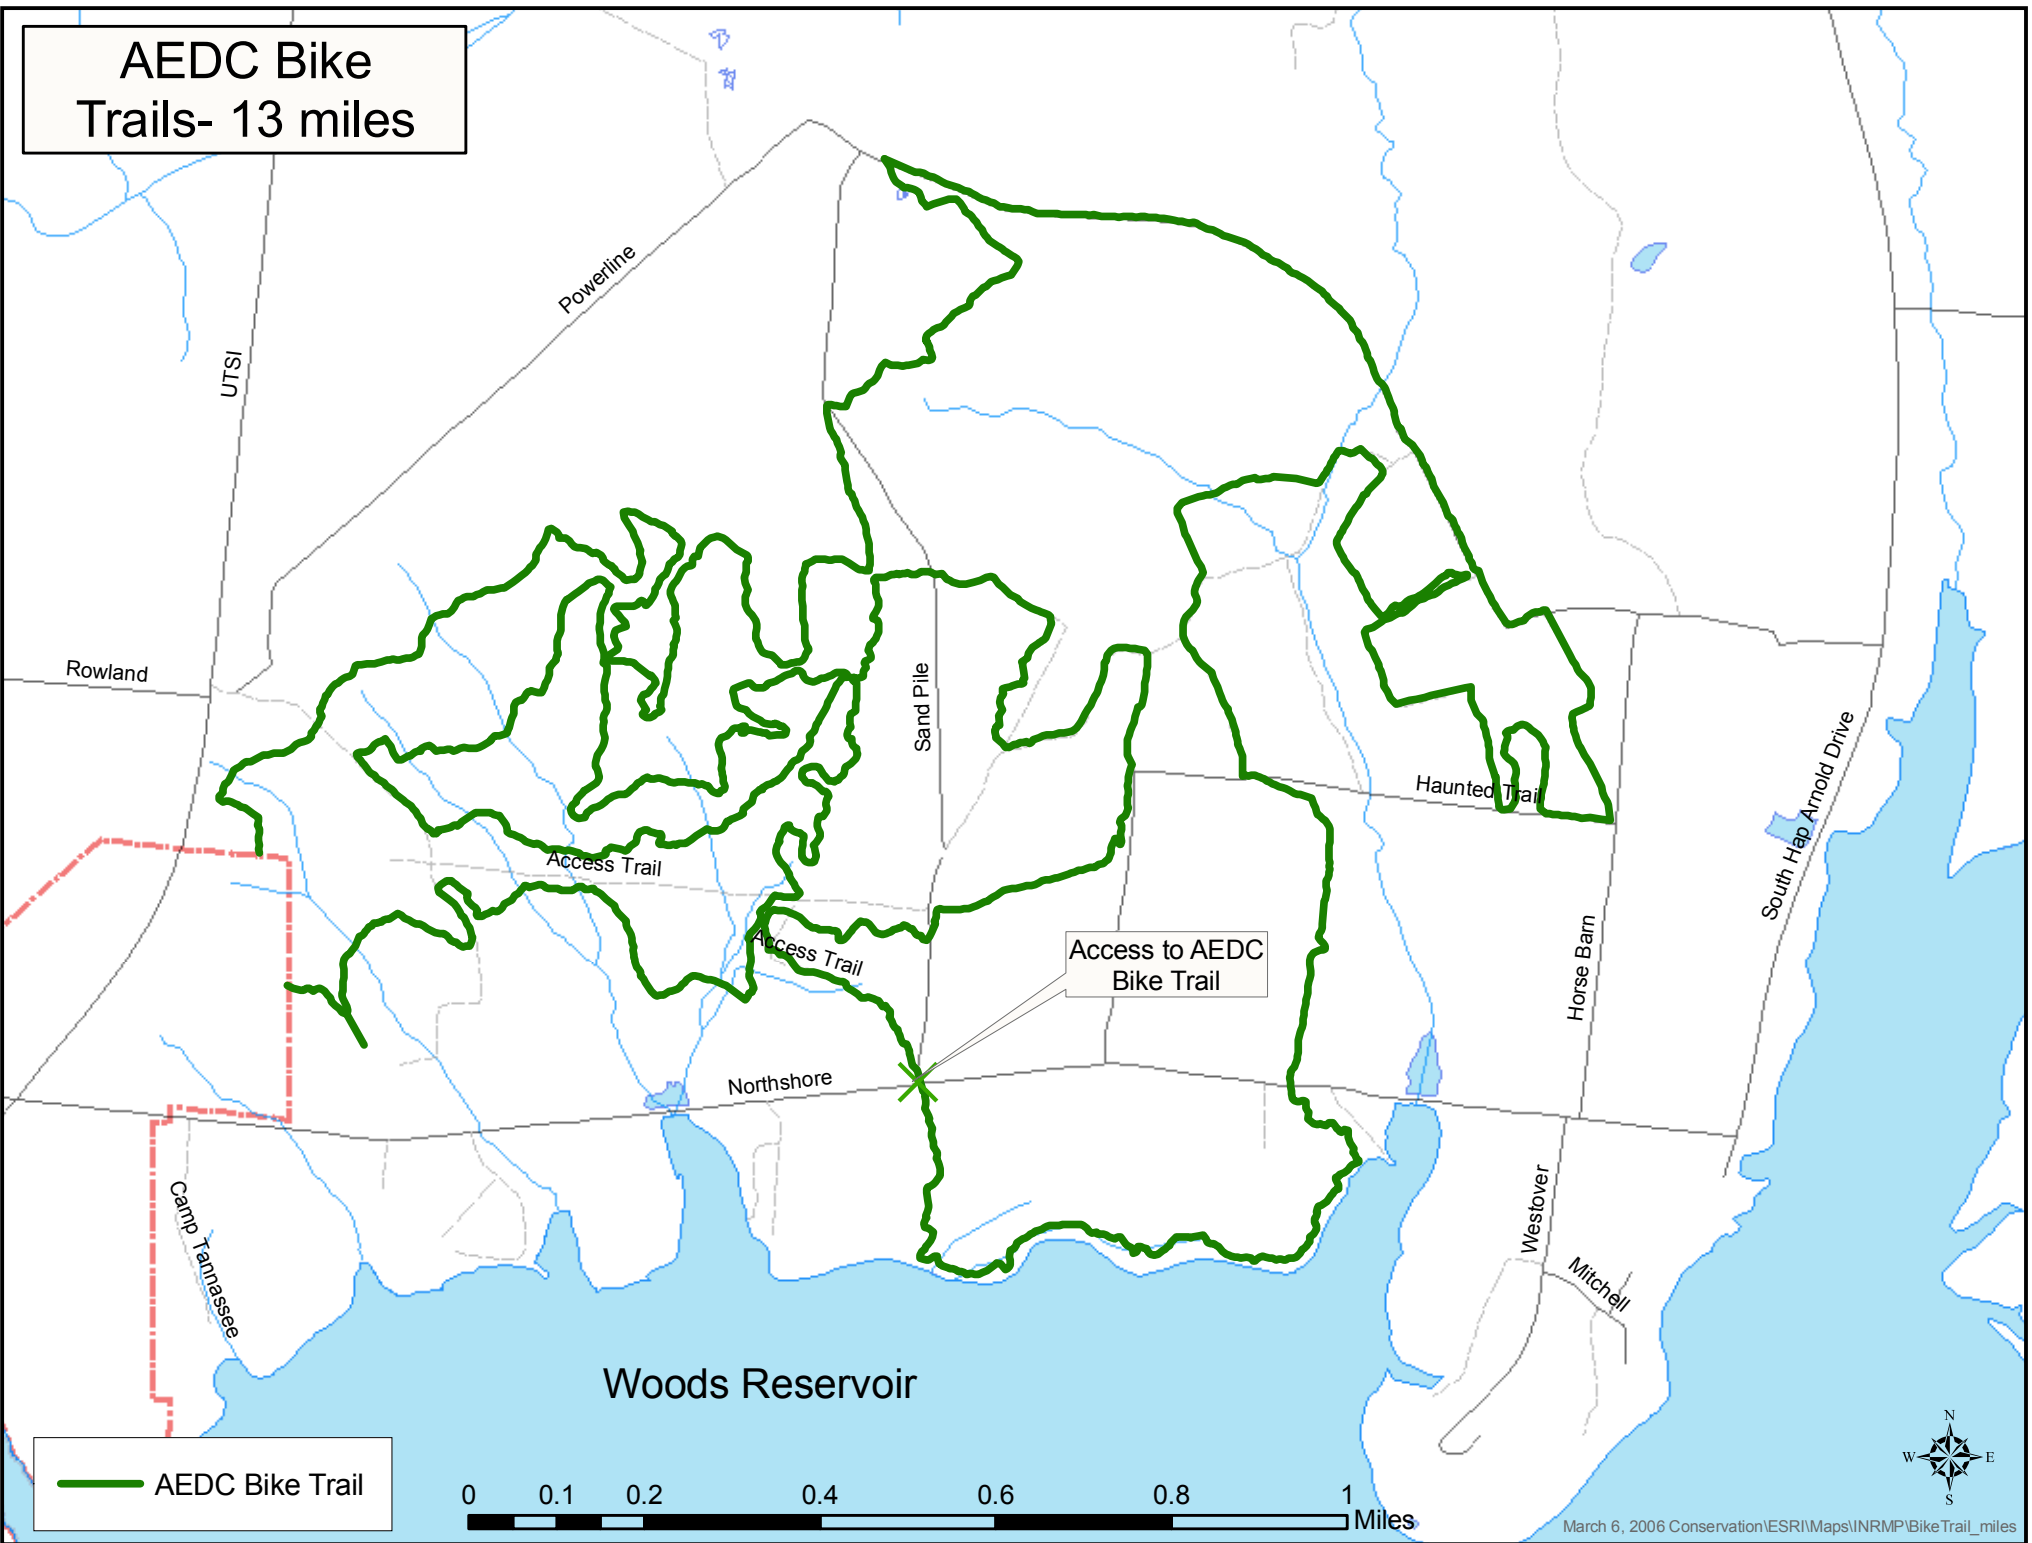 AEDC Bike
Trails- 13 miles
Powerline
UTSI
Rowland
Sand Pile
Haunted Trail
South Hap Arnold Drive
Access Trail
Access Trail
Access to AEDC
Bike Trail
Horse Barn
Northshore
Camp Tannassee
Westover
Mitchell
Woods Reservoir
AEDC Bike Trail
0 0.1 0.2 0.4 0.6 0.8 1
Miles
N
W E
S
March 6, 2006 Conservation\ESRI\Maps\INRMP\BikeTrail_miles